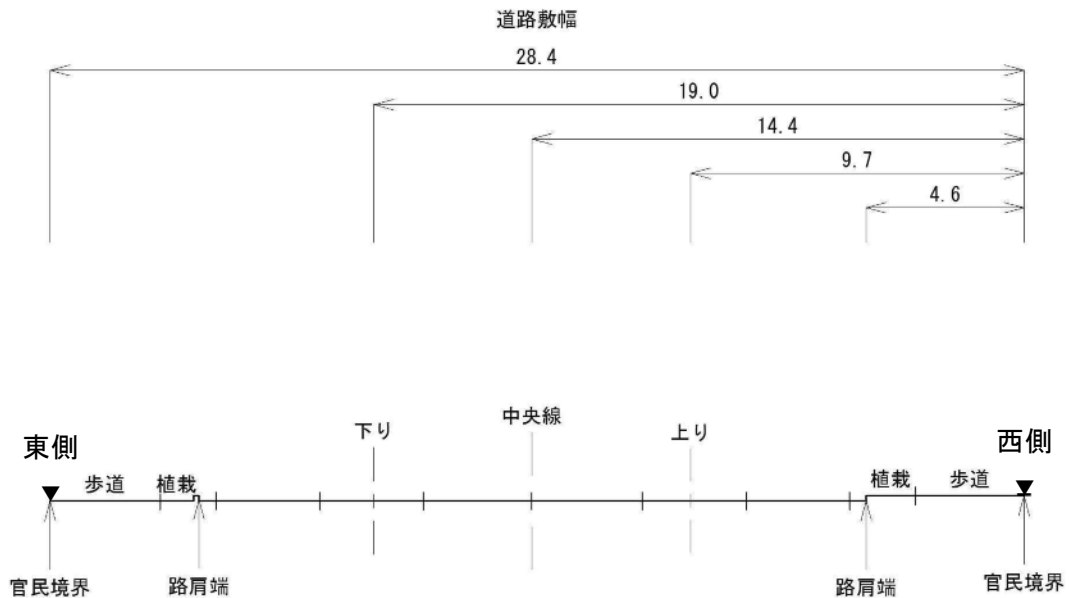 道路敷幅
28.4
19.0
14.4
9.7
4.6
東側 下り 中央線 上り 西側
歩道 植栽 植栽 歩道
官民境界 路肩端 路肩端 官民境界